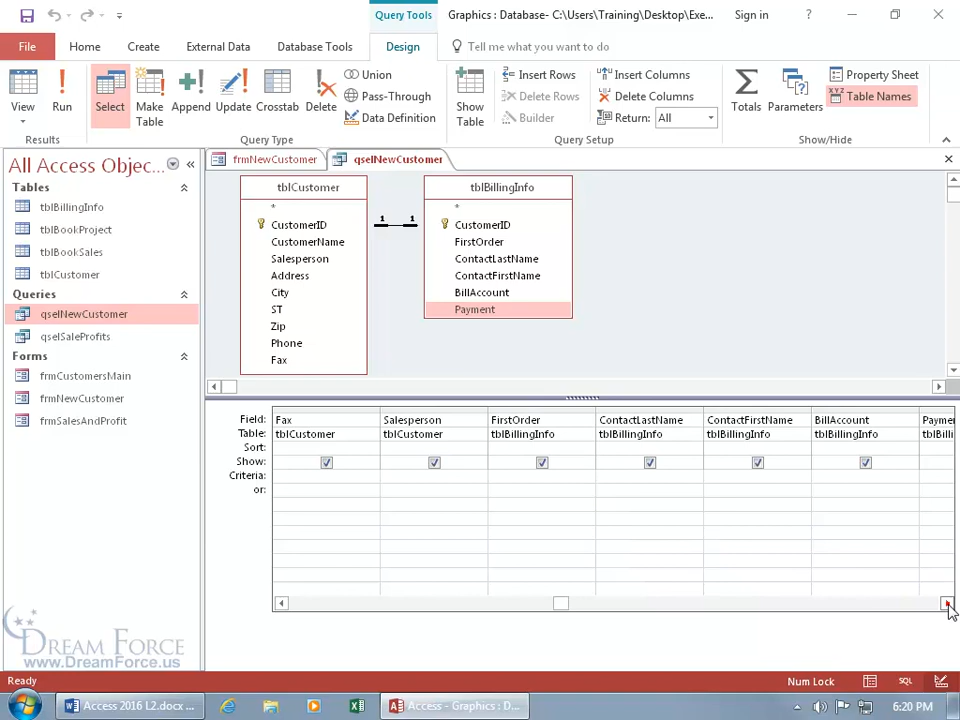 Query Tools
Graphics : Database- C:\Users\Training\Desktop\Exe...
Sign in
?
File
Home
Create
External Data
Database Tools
Design
Tell me what you want to do
View
Run
Select
Make Table
Append
Update
Crosstab
Delete
Union
Pass-Through
Data Definition
Show Table
Insert Rows
Delete Rows
Builder
Insert Columns
Delete Columns
Return: All
Totals
Parameters
Property Sheet
XYZ Table Names
Results
Query Type
Query Setup
Show/Hide
All Access Objec...
Tables
tblBillingInfo
tblBookProject
tblBookSales
tblCustomer
Queries
qselNewCustomer
qselSaleProfits
Forms
frmCustomersMain
frmNewCustomer
frmSalesAndProfit
frmNewCustomer
qselNewCustomer
tblCustomer
*
CustomerID
CustomerName
Salesperson
Address
City
ST
Zip
Phone
Fax
1 1
tblBillingInfo
*
CustomerID
FirstOrder
ContactLastName
ContactFirstName
BillAccount
Payment
Field: Fax Salesperson FirstOrder ContactLastName ContactFirstName BillAccount Paymen
Table: tblCustomer tblCustomer tblBillingInfo tblBillingInfo tblBillingInfo tblBillingInfo tblBilli
Sort:
Show:
Criteria:
or:
DREAM FORCE
www.DreamForce.us
Ready
Num Lock
SQL
Access 2016 L2.docx ...
Access - Graphics : D...
6:20 PM